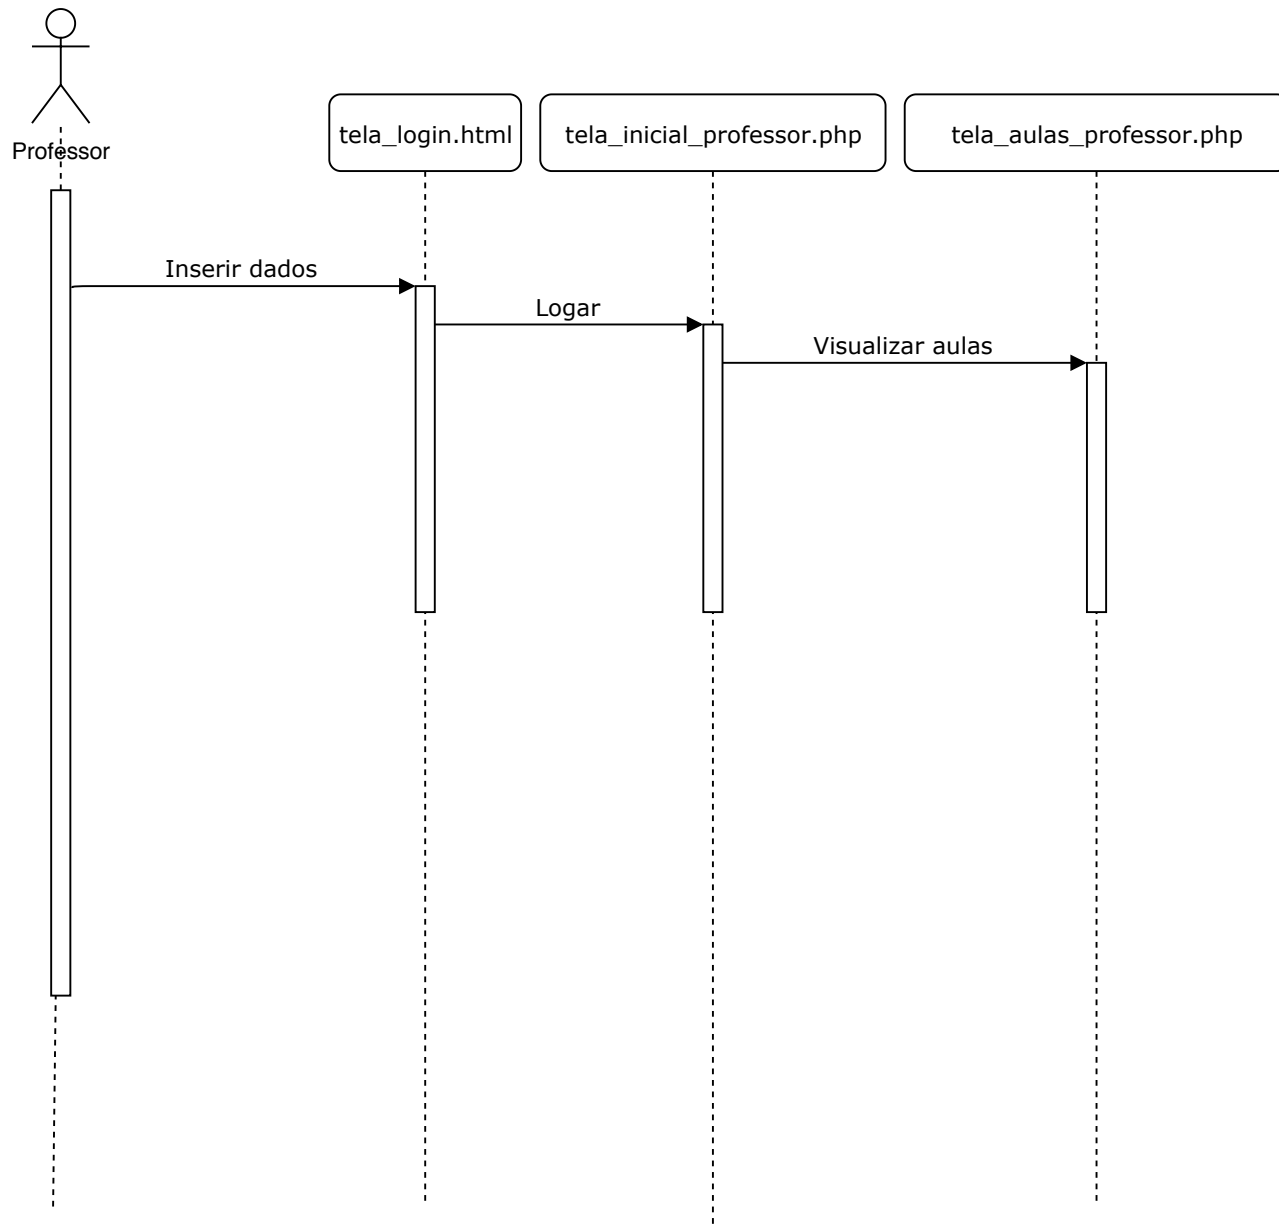 Professor
tela_login.html
tela_inicial_professor.php
tela_aulas_professor.php
Inserir dados
Logar
Visualizar aulas